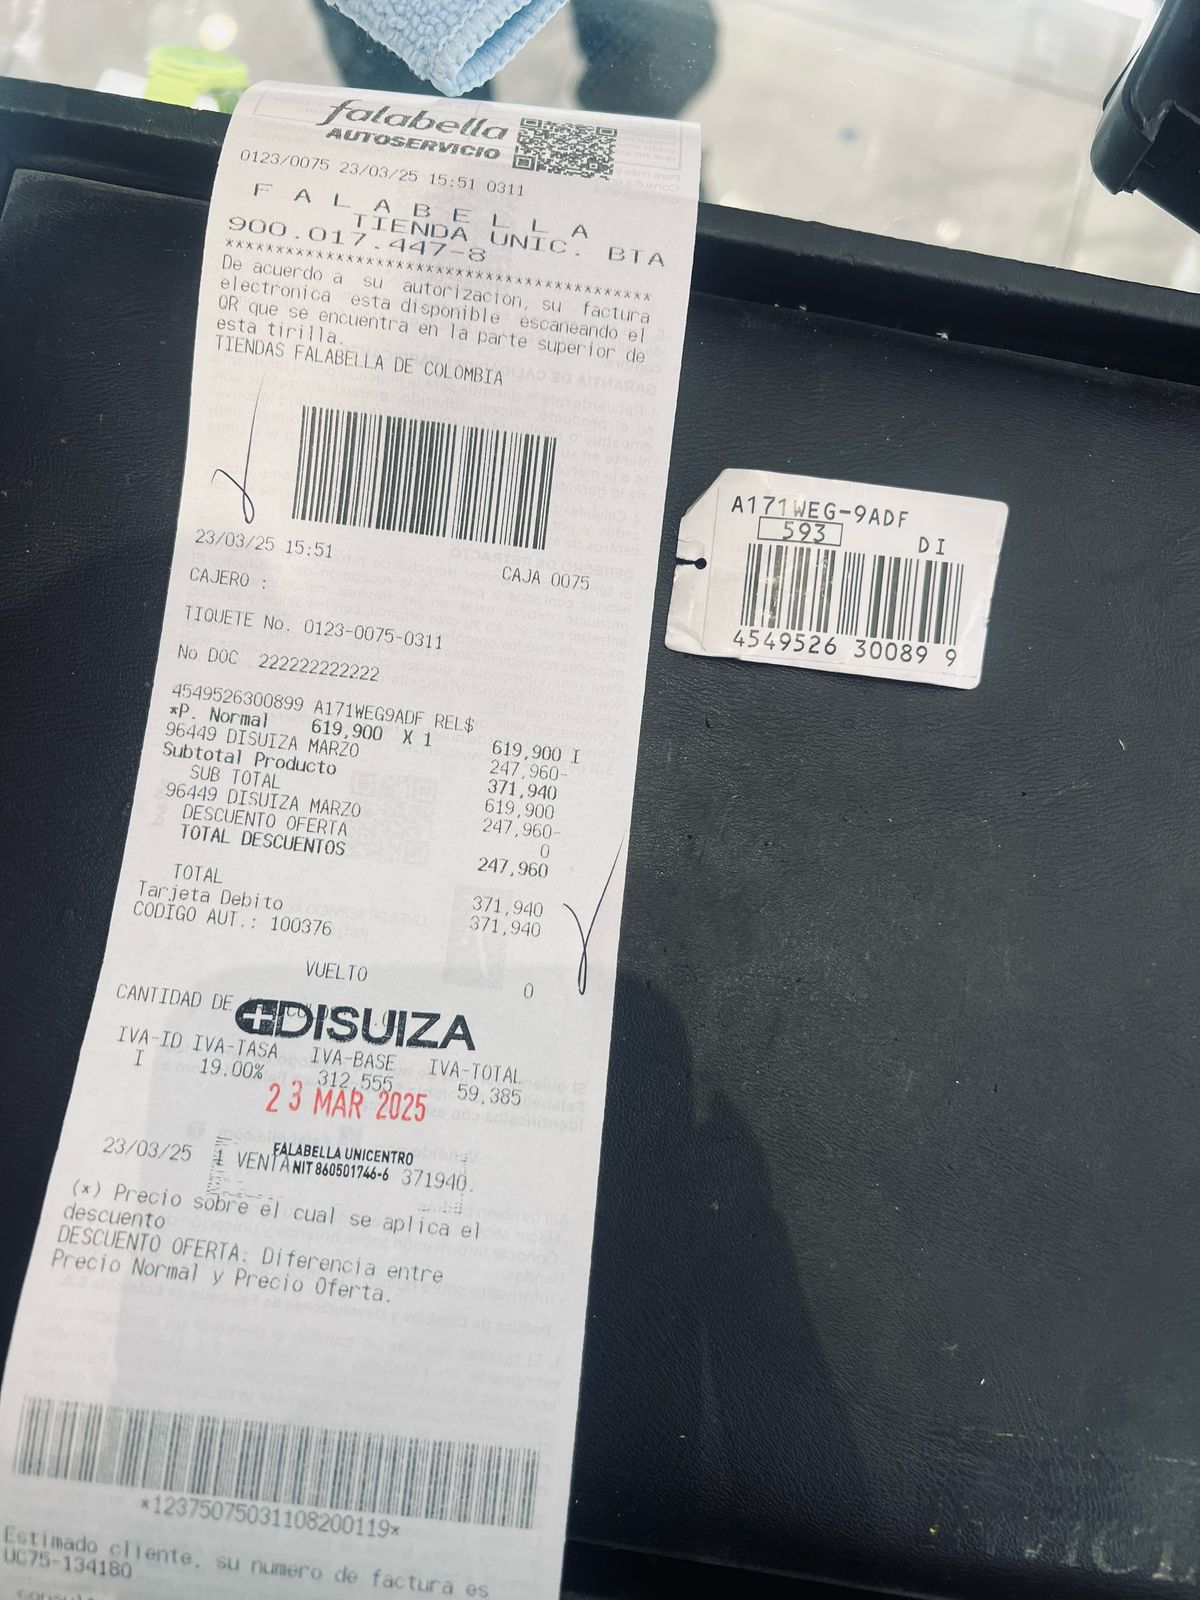 falabella
AUTOSERVICIO
0123/0075 23/03/25 15:51 0311
F A L A B E L L A
TIENDA UNIC. BTA
900.017.447-8
****************************************
De acuerdo a su autorizacion, su factura
electronica esta disponible escaneando el
QR que se encuentra en la parte superior de
esta tirilla.
TIENDAS FALABELLA DE COLOMBIA
23/03/25 15:51 CAJA 0075
CAJERO :
TIQUETE No. 0123-0075-0311
No DOC 222222222222
4549526300899 A171WEG9ADF REL$
*P. Normal 619,900 X 1 619,900 I
96449 DISUIZA MARZO 247,960-
Subtotal Producto 371,940
SUB TOTAL 619,900
96449 DISUIZA MARZO 247,960-
DESCUENTO OFERTA 0
TOTAL DESCUENTOS 247,960
TOTAL 371,940
Tarjeta Debito 371,940
CODIGO AUT.: 100376
VUELTO 0
CANTIDAD DE
DISUIZA
IVA-ID IVA-TASA IVA-BASE IVA-TOTAL
I 19.00% 312,555 59,385
23 MAR 2025
23/03/25 1 VENTA 371940.
FALABELLA UNICENTRO
NIT 860501746-6
(*) Precio sobre el cual se aplica el
descuento
DESCUENTO OFERTA: Diferencia entre
Precio Normal y Precio Oferta.
*12375075031108200119*
Estimado cliente, su numero de factura es
UC75-134180
A171WEG-9ADF
593
DI
4549526 30089 9